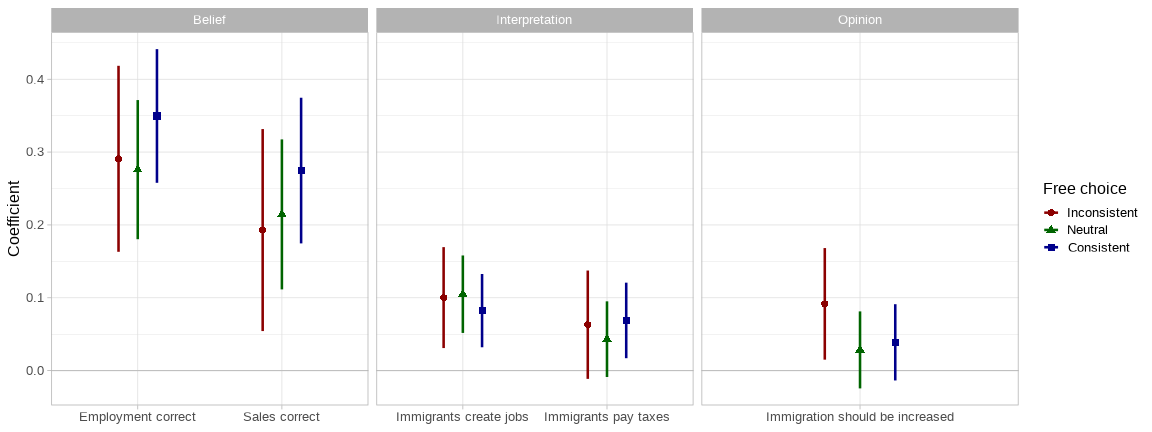 Belief
Interpretation
Opinion
Coefficient
0.4
0.3
0.2
0.1
0.0
Employment correct
Sales correct
Immigrants create jobs
Immigrants pay taxes
Immigration should be increased
Free choice
Inconsistent
Neutral
Consistent